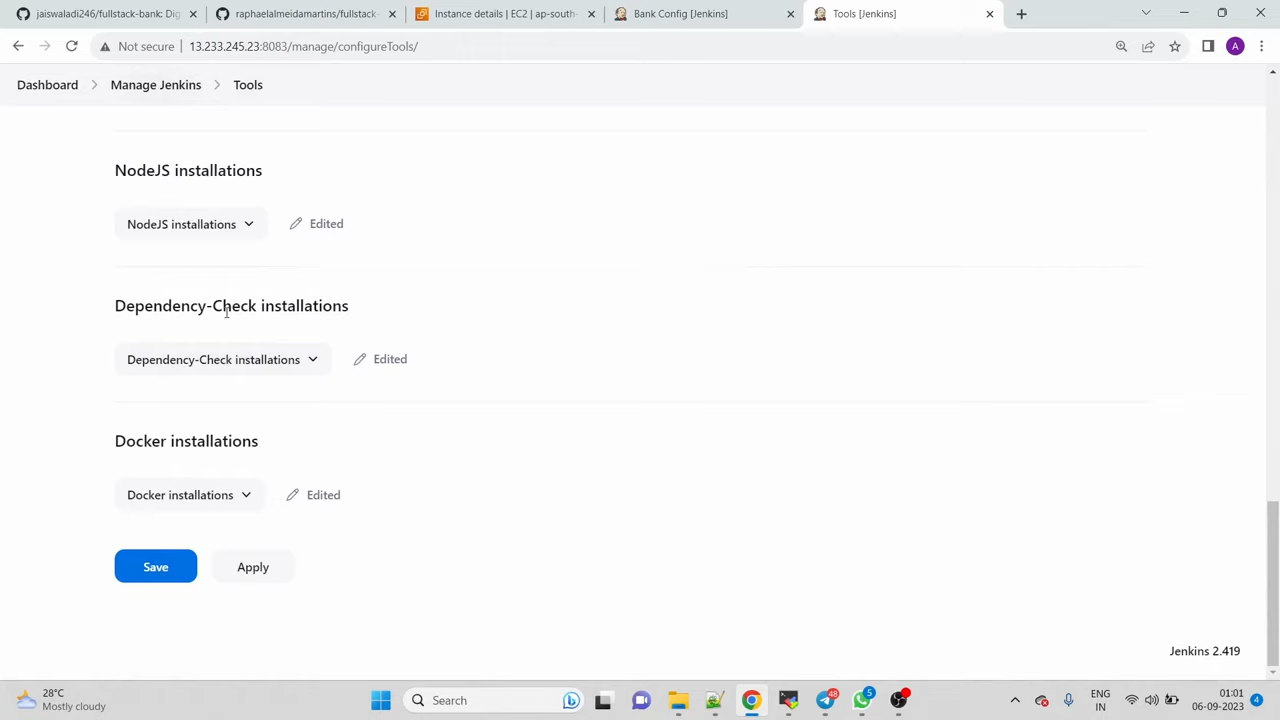 jaiswaladi246/fullstack-bank: Dig
raphaelalmeidamartins/fullstack-
Instance details | EC2 | ap-south-
Bank Config [Jenkins]
Tools [Jenkins]
Not secure
13.233.245.23:8083/manage/configureTools/
A
Dashboard
Manage Jenkins
Tools
NodeJS installations
NodeJS installations
Edited
Dependency-Check installations
Dependency-Check installations
Edited
Docker installations
Docker installations
Edited
Save
Apply
Jenkins 2.419
28°C
Mostly cloudy
Search
48
5
ENG
IN
01:01
06-09-2023
4